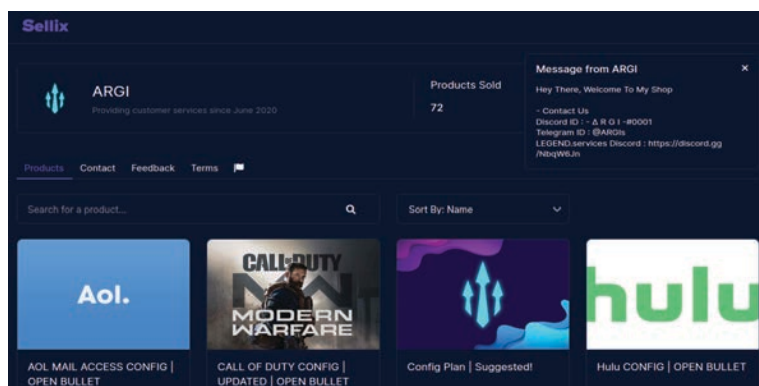 Sellix
ARGI
Providing customer services since June 2020
Products Sold
72
Message from ARGI
×
Hey There, Welcome To My Shop
- Contact Us
Discord ID : - Δ R G I -#0001
Telegram ID : @ARGIs
LEGEND.services Discord : https://discord.gg
/NbqW6Jn
Products
Contact
Feedback
Terms
Search for a product...
Sort By: Name
Aol.
CALL OF DUTY
MW
MODERN
WARFARE
hulu
AOL MAIL ACCESS CONFIG |
OPEN BULLET
CALL OF DUTY CONFIG |
UPDATED | OPEN BULLET
Config Plan | Suggested!
Hulu CONFIG | OPEN BULLET